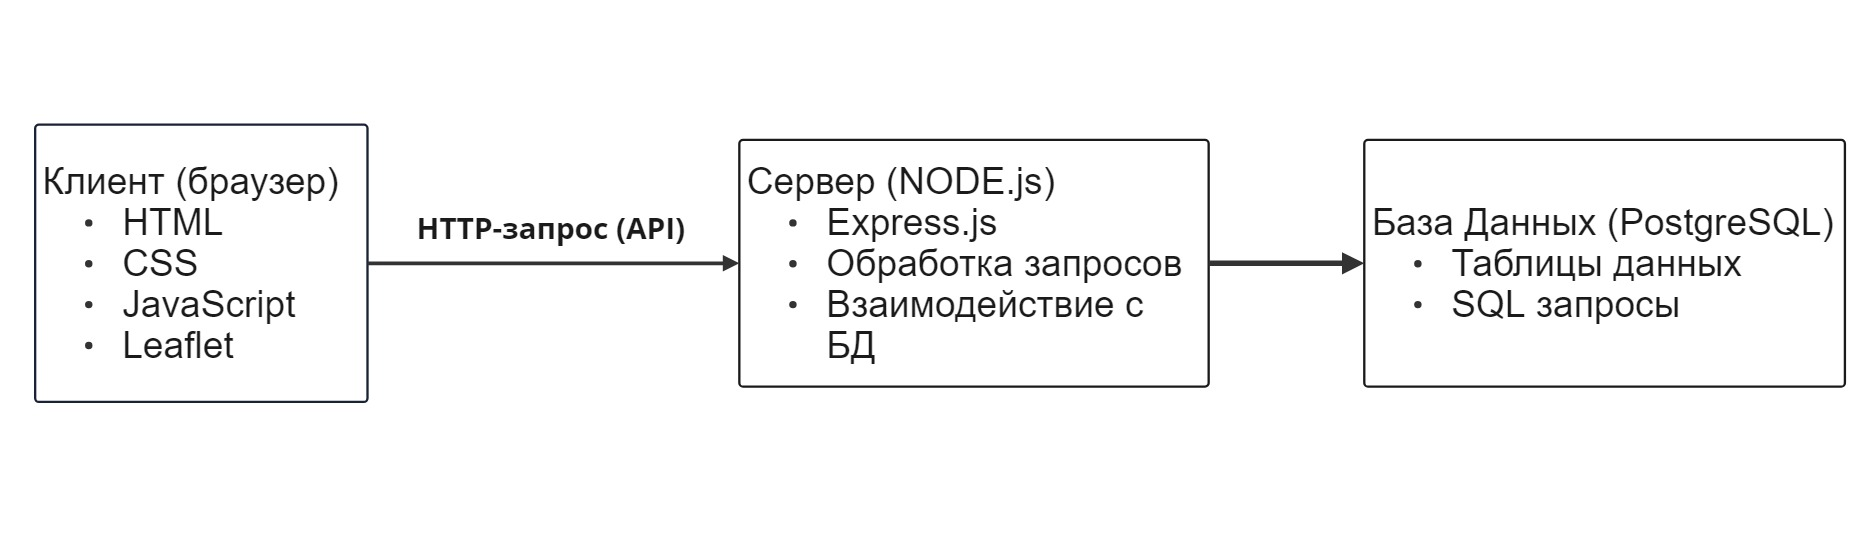 Клиент (браузер)
• HTML
• CSS
• JavaScript
• Leaflet
HTTP-запрос (API)
Сервер (NODE.js)
• Express.js
• Обработка запросов
• Взаимодействие с
БД
База Данных (PostgreSQL)
• Таблицы данных
• SQL запросы